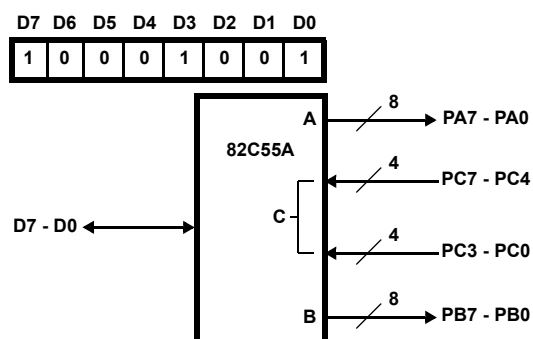 D7 D6 D5 D4 D3 D2 D1 D0
1 0 0 0 1 0 0 1
8
A PA7 - PA0
82C55A
4
PC7 - PC4
C
D7 - D0
4
PC3 - PC0
8
B PB7 - PB0